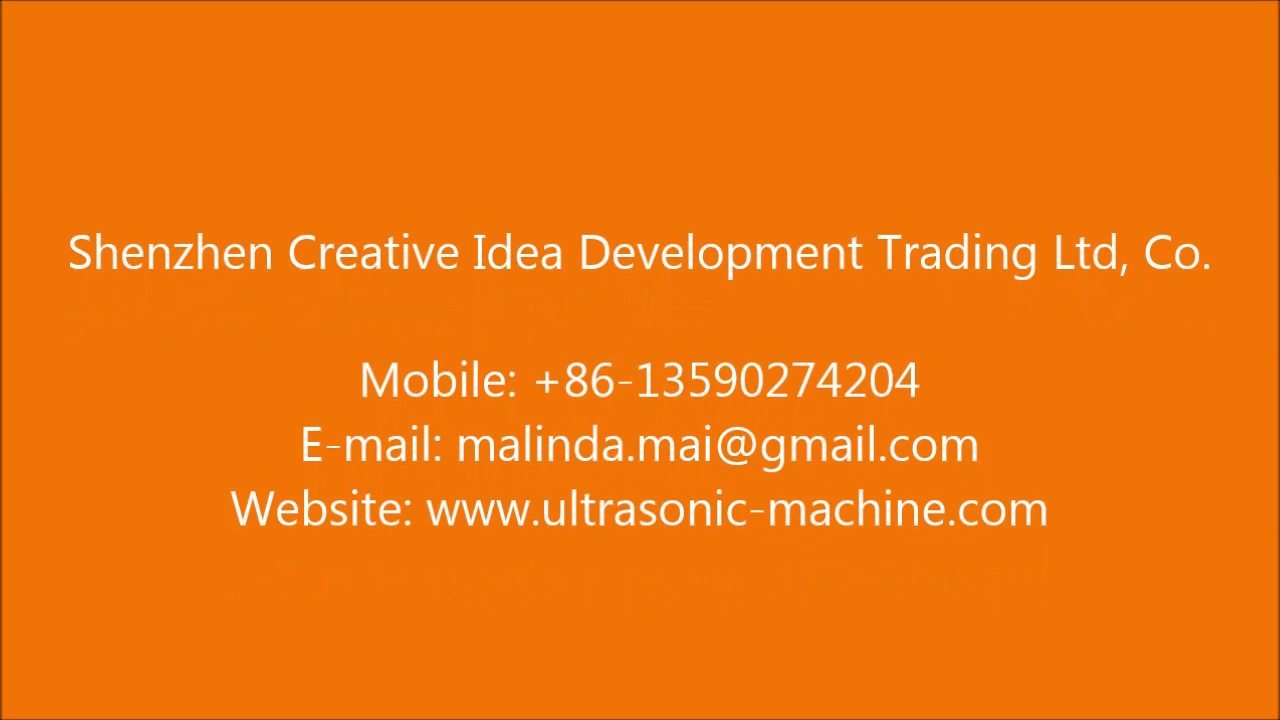 Shenzhen Creative Idea Development Trading Ltd, Co.
Mobile: +86-13590274204
E-mail: malinda.mai@gmail.com
Website: www.ultrasonic-machine.com